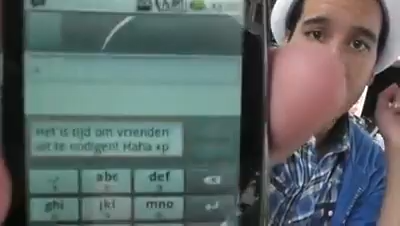 Het is tijd om vrienden
uit te nodigen! Haha xp
abc
def
ghi
jkl
mno